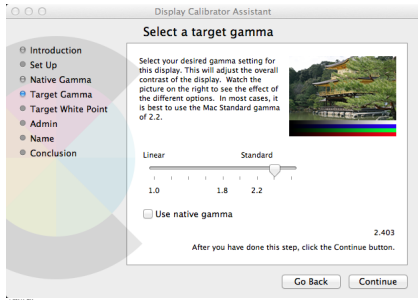 Display Calibrator Assistant
Select a target gamma
Introduction
Set Up
Native Gamma
Target Gamma
Target White Point
Admin
Name
Conclusion
Select your desired gamma setting for
this display. This will adjust the overall
contrast of the display. Watch the
picture on the right to see the effect of
the different options. In most cases, it
is best to use the Mac Standard gamma
of 2.2.
Linear Standard
1.0 1.8 2.2
Use native gamma
2.403
After you have done this step, click the Continue button.
Go Back Continue